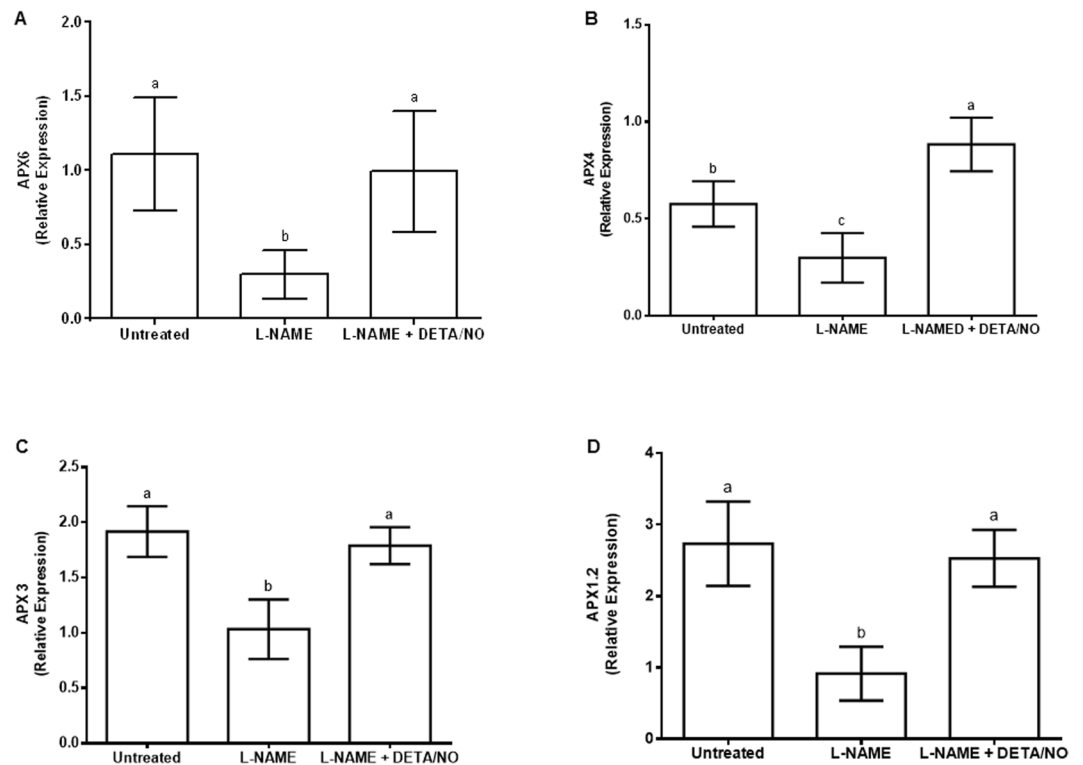 A
APX6
(Relative Expression)
2.0
1.5
1.0
0.5
0.0
a
b
a
Untreated
L-NAME
L-NAME + DETA/NO
B
APX4
(Relative Expression)
1.5
1.0
0.5
0.0
b
c
a
Untreated
L-NAME
L-NAMED + DETA/NO
C
APX 3
(Relative Expression)
2.5
2.0
1.5
1.0
0.5
0.0
a
b
a
Untreated
L-NAME
L-NAME + DETA/NO
D
APX1.2
(Relative Expression)
4
3
2
1
0
a
b
a
Untreated
L-NAME
L-NAME + DETA/NO